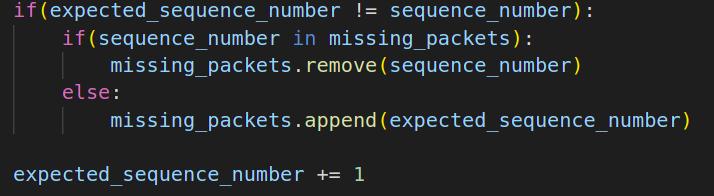 if(expected_sequence_number != sequence_number):
    if(sequence_number in missing_packets):
        missing_packets.remove(sequence_number)
    else:
        missing_packets.append(expected_sequence_number)

expected_sequence_number += 1